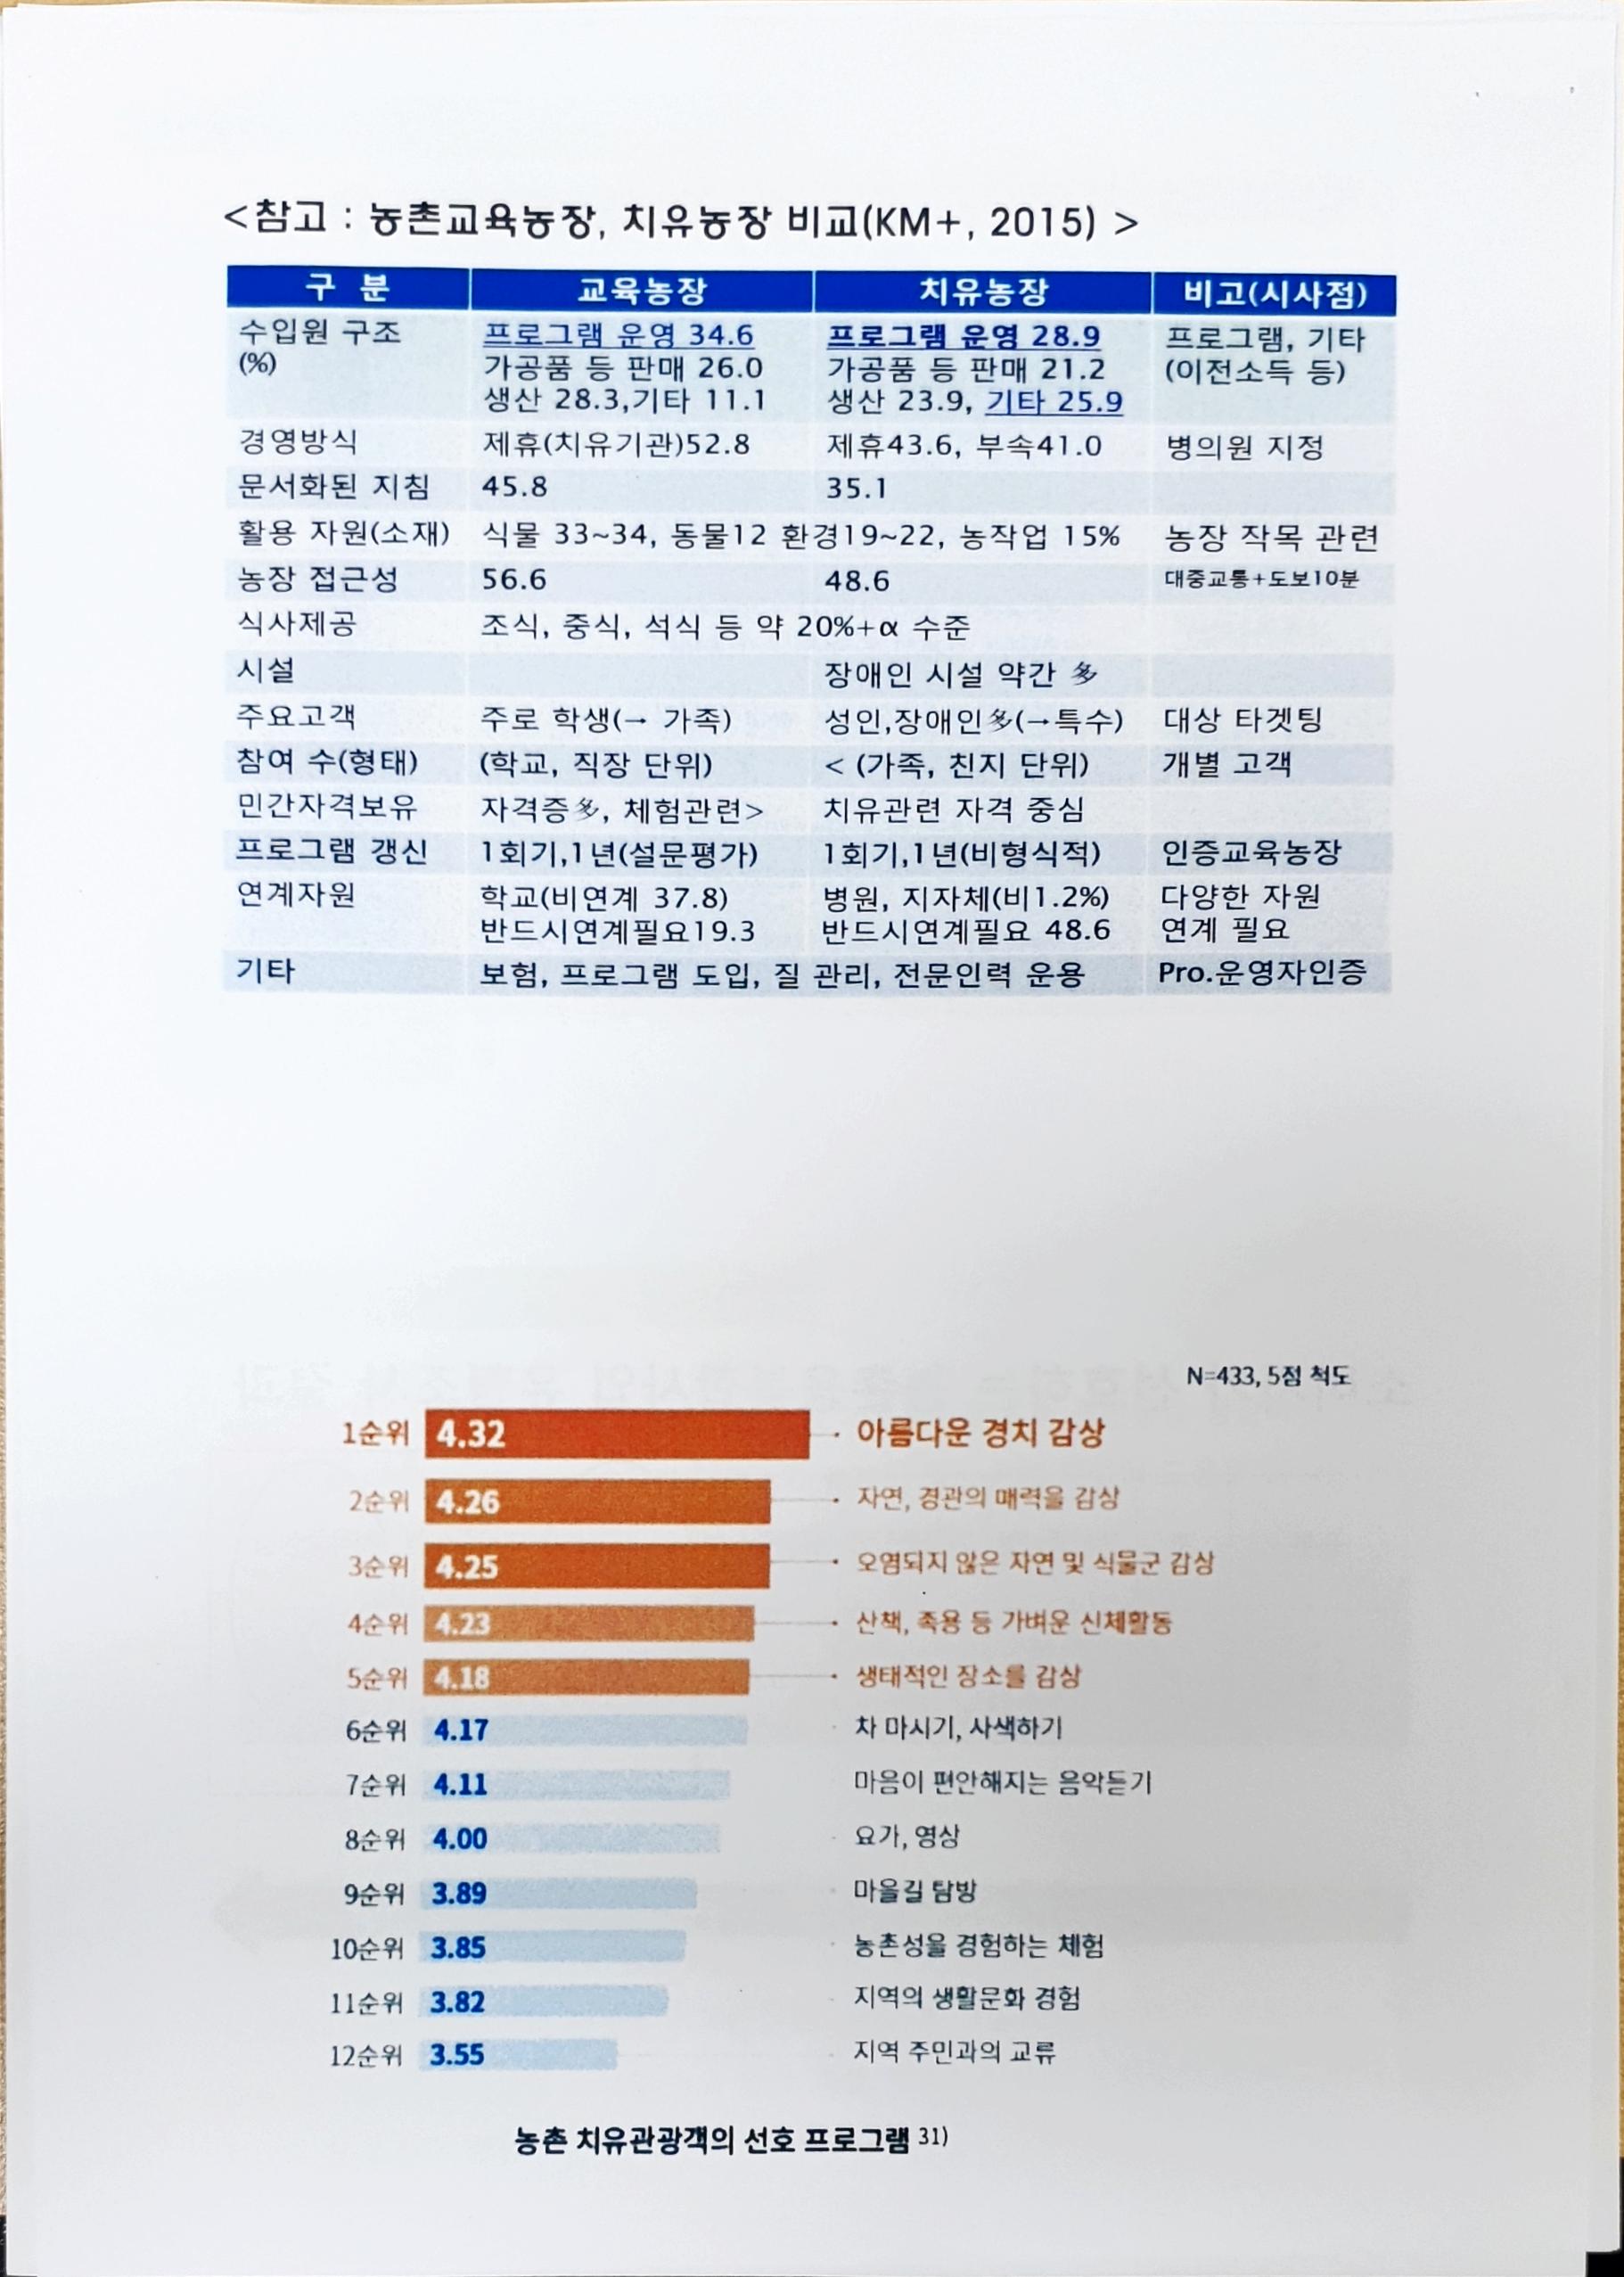 <참고 : 농촌교육농장, 치유농장 비교(KM+, 2015) >
구 분 교육농장 치유농장 비고(시사점)
수입원 구조 프로그램 운영 34.6 프로그램 운영 28.9 프로그램, 기타
(%) 가공품 등 판매 26.0 가공품 등 판매 21.2 (이전소득 등)
생산 28.3,기타 11.1 생산 23.9, 기타 25.9
경영방식 제휴(치유기관)52.8 제휴43.6, 부속41.0 병의원 지정
문서화된 지침 45.8 35.1
활용 자원(소재) 식물 33~34, 동물12 환경19~22, 농작업 15% 농장 작목 관련
농장 접근성 56.6 48.6 대중교통+도보10분
식사제공 조식, 중식, 석식 등 약 20%+α 수준
시설 장애인 시설 약간 多
주요고객 주로 학생(→ 가족) 성인,장애인多(→특수) 대상 타겟팅
참여 수(형태) (학교, 직장 단위) < (가족, 친지 단위) 개별 고객
민간자격보유 자격증多, 체험관련> 치유관련 자격 중심
프로그램 갱신 1회기,1년(설문평가) 1회기,1년(비형식적) 인증교육농장
연계자원 학교(비연계 37.8) 병원, 지자체(비1.2%) 다양한 자원
반드시연계필요19.3 반드시연계필요 48.6 연계 필요
기타 보험, 프로그램 도입, 질 관리, 전문인력 운용 Pro.운영자인증
N=433, 5점 척도
1순위 4.32 아름다운 경치 감상
2순위 4.26 자연, 경관의 매력을 감상
3순위 4.25 오염되지 않은 자연 및 식물군 감상
4순위 4.23 산책, 족용 등 가벼운 신체활동
5순위 4.18 생태적인 장소를 감상
6순위 4.17 차 마시기, 사색하기
7순위 4.11 마음이 편안해지는 음악듣기
8순위 4.00 요가, 영상
9순위 3.89 마을길 탐방
10순위 3.85 농촌성을 경험하는 체험
11순위 3.82 지역의 생활문화 경험
12순위 3.55 지역 주민과의 교류
농촌 치유관광객의 선호 프로그램 31)